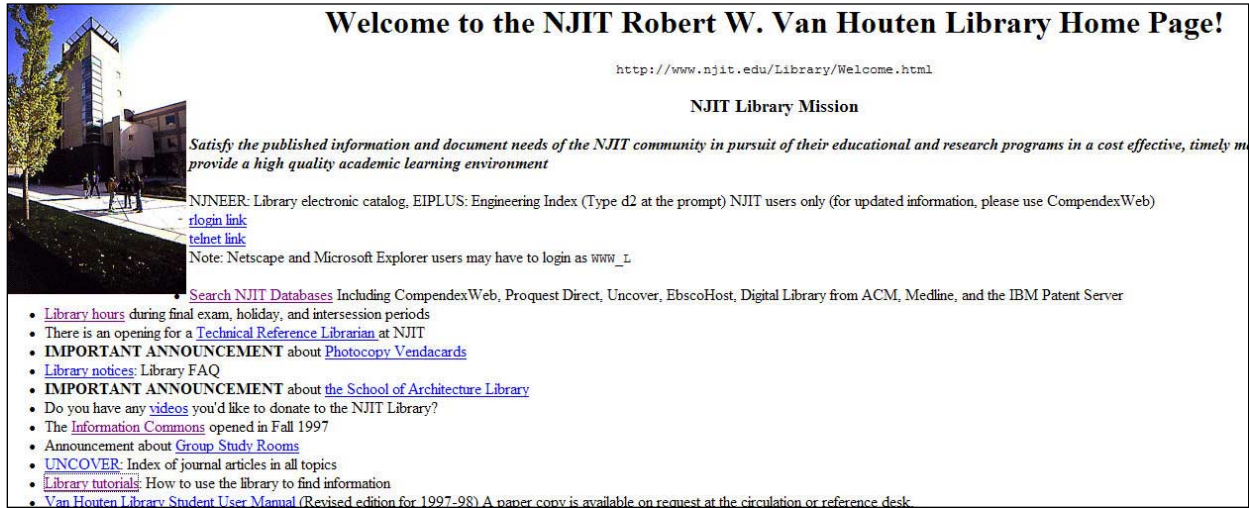 Welcome to the NJIT Robert W. Van Houten Library Home Page!
http://www.njit.edu/Library/Welcome.html
NJIT Library Mission
Satisfy the published information and document needs of the NJIT community in pursuit of their educational and research programs in a cost effective, timely
provide a high quality academic learning environment
NJNEER: Library electronic catalog, EIPLUS: Engineering Index (Type d2 at the prompt) NJIT users only (for updated information, please use CompendexWeb)
rlogin link
telnet link
Note: Netscape and Microsoft Explorer users may have to login as WWW_L
• Search NJIT Databases Including CompendexWeb, Proquest Direct, Uncover, EbscoHost, Digital Library from ACM, Medline, and the IBM Patent Server
• Library hours during final exam, holiday, and intersession periods
• There is an opening for a Technical Reference Librarian at NJIT
• IMPORTANT ANNOUNCEMENT about Photocopy Vendacards
• Library notices: Library FAQ
• IMPORTANT ANNOUNCEMENT about the School of Architecture Library
• Do you have any videos you'd like to donate to the NJIT Library?
• The Information Commons opened in Fall 1997
• Announcement about Group Study Rooms
• UNCOVER: Index of journal articles in all topics
• Library tutorials: How to use the library to find information
• Van Houten Library Student User Manual (Revised edition for 1997-98) A paper copy is available on request at the circulation or reference desk.